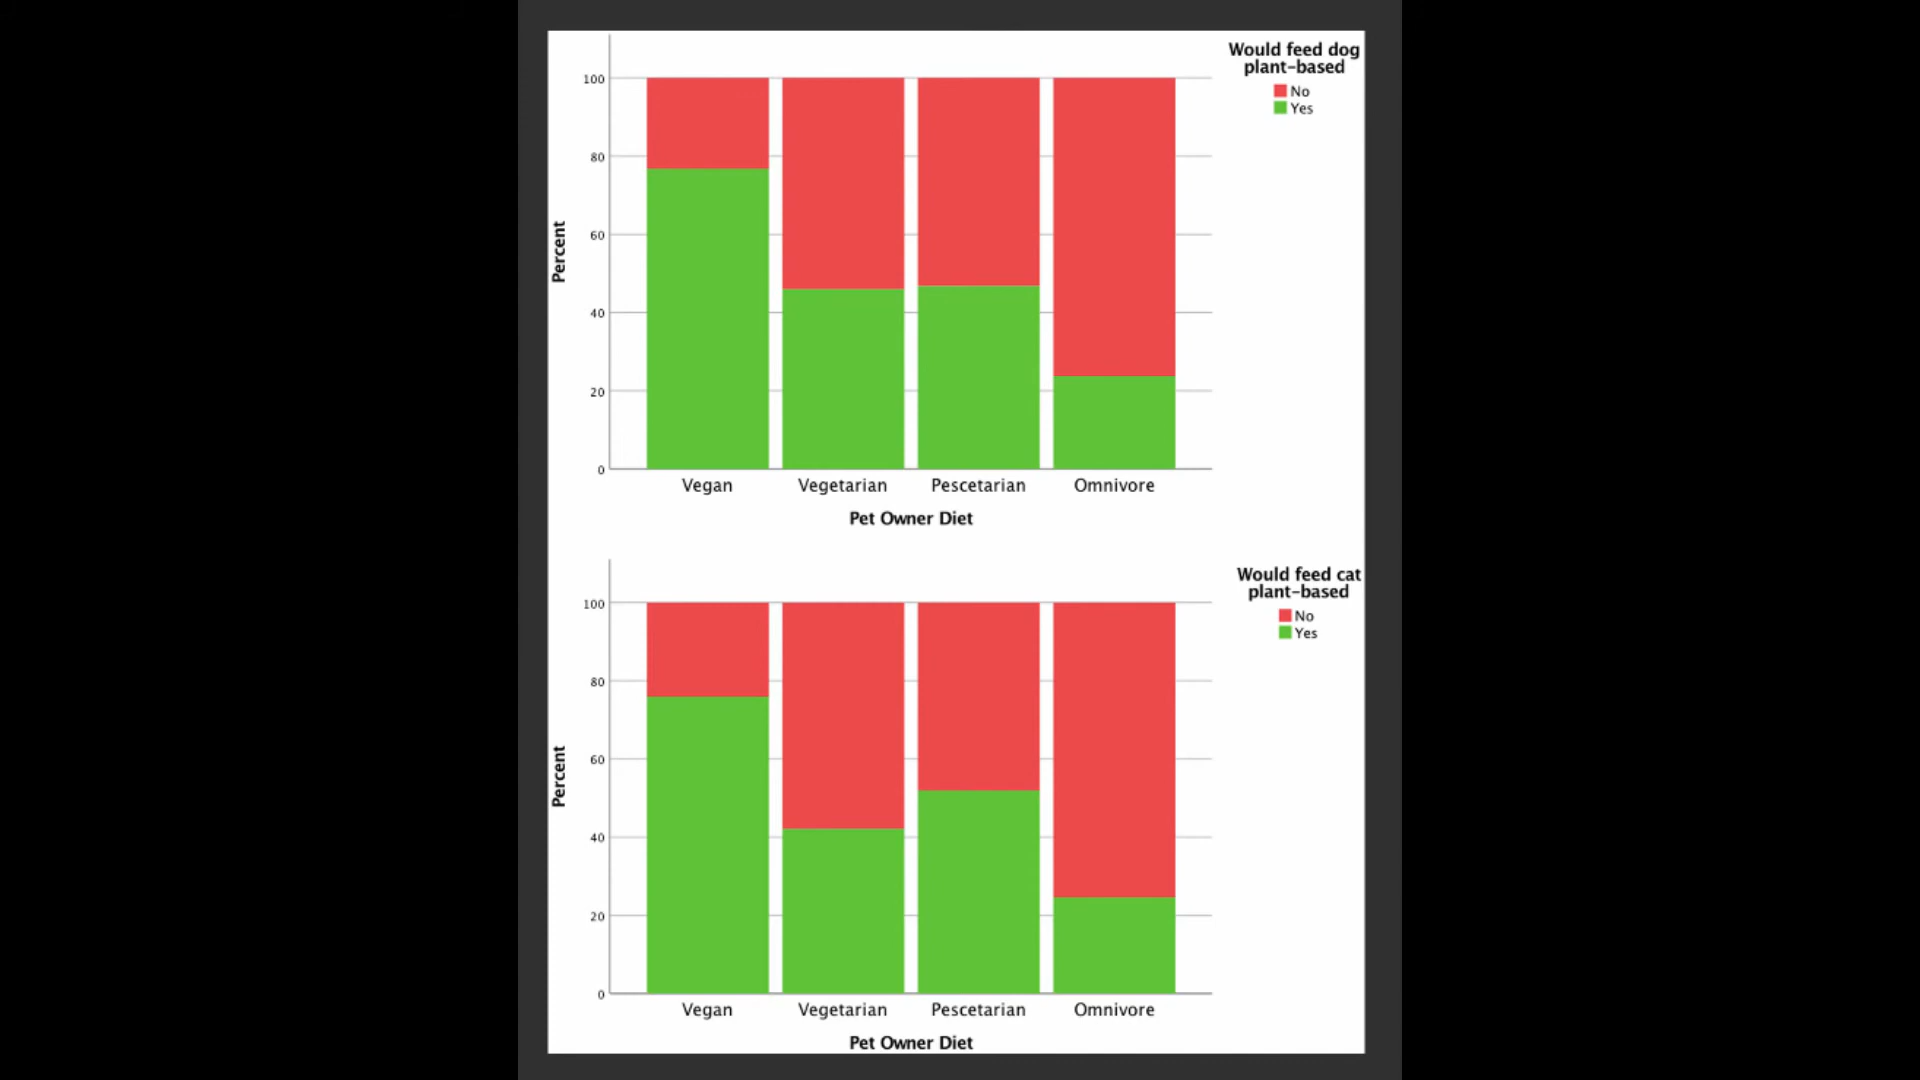 Would feed dog
plant-based
No
Yes
100
80
60
40
20
0
Percent
Vegan Vegetarian Pescetarian Omnivore
Pet Owner Diet
Would feed cat
plant-based
No
Yes
100
80
60
40
20
0
Percent
Vegan Vegetarian Pescetarian Omnivore
Pet Owner Diet